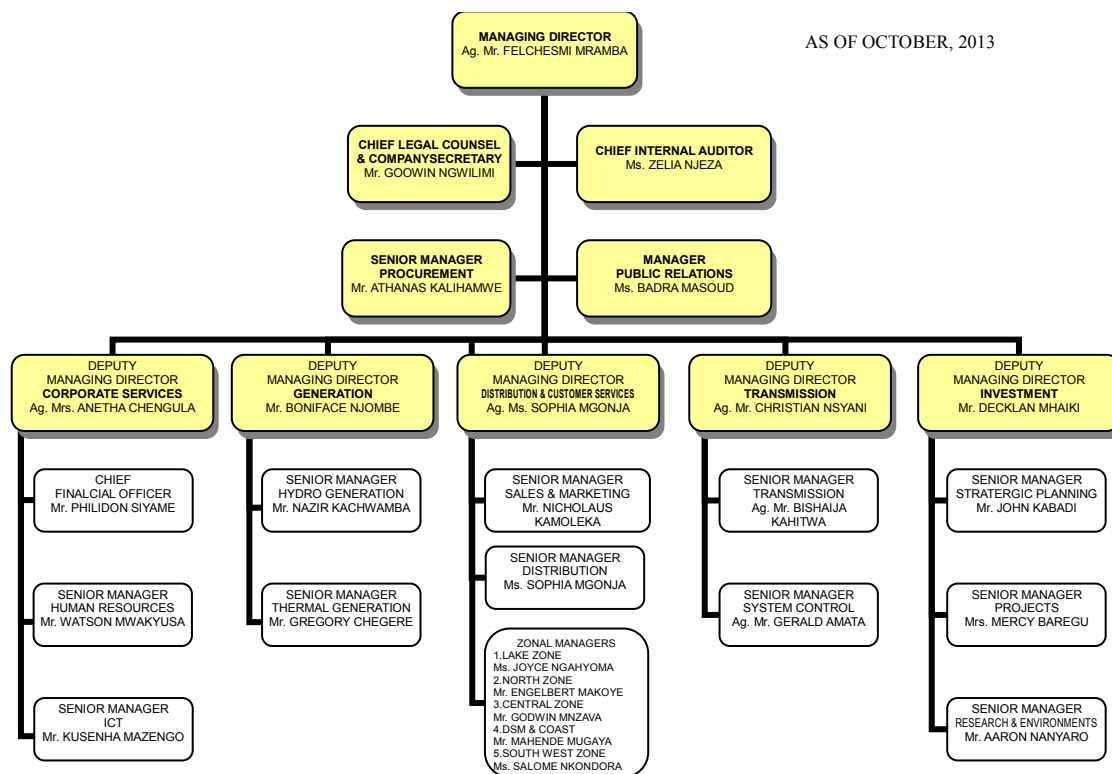 MANAGING DIRECTOR
Ag. Mr. FELCHESMI MRAMBA
AS OF OCTOBER, 2013
CHIEF LEGAL COUNSEL
& COMPANYSECRETARY
Mr. GOOWIN NGWILIMI
CHIEF INTERNAL AUDITOR
Ms. ZELIA NJEZA
SENIOR MANAGER
PROCUREMENT
Mr. ATHANAS KALIHAMWE
MANAGER
PUBLIC RELATIONS
Ms. BADRA MASOUD
DEPUTY
MANAGING DIRECTOR
CORPORATE SERVICES
Ag. Mrs. ANETHA CHENGULA
DEPUTY
MANAGING DIRECTOR
GENERATION
Mr. BONIFACE NJOMBE
DEPUTY
MANAGING DIRECTOR
DISTRIBUTION & CUSTOMER SERVICES
Ag. Ms. SOPHIA MGONJA
DEPUTY
MANAGING DIRECTOR
TRANSMISSION
Ag. Mr. CHRISTIAN NSYANI
DEPUTY
MANAGING DIRECTOR
INVESTMENT
Mr. DECKLAN MHAIKI
CHIEF
FINALCIAL OFFICER
Mr. PHILIDON SIYAME
SENIOR MANAGER
HUMAN RESOURCES
Mr. WATSON MWAKYUSA
SENIOR MANAGER
ICT
Mr. KUSENHA MAZENGO
SENIOR MANAGER
HYDRO GENERATION
Mr. NAZIR KACHWAMBA
SENIOR MANAGER
THERMAL GENERATION
Mr. GREGORY CHEGERE
SENIOR MANAGER
SALES & MARKETING
Mr. NICHOLAUS
KAMOLEKA
SENIOR MANAGER
DISTRIBUTION
Ms. SOPHIA MGONJA
ZONAL MANAGERS
1.LAKE ZONE
Ms. JOYCE NGAHYOMA
2.NORTH ZONE
Mr. ENGELBERT MAKOYE
3.CENTRAL ZONE
Mr. GODWIN MNZAVA
4.DSM & COAST
Mr. MAHENDE MUGAYA
5.SOUTH WEST ZONE
Ms. SALOME NKONDORA
SENIOR MANAGER
TRANSMISSION
Ag. Mr. BISHAIJA
KAHITWA
SENIOR MANAGER
SYSTEM CONTROL
Ag. Mr. GERALD AMATA
SENIOR MANAGER
STRATERGIC PLANNING
Mr. JOHN KABADI
SENIOR MANAGER
PROJECTS
Mrs. MERCY BAREGU
SENIOR MANAGER
RESEARCH & ENVIRONMENTS
Mr. AARON NANYARO